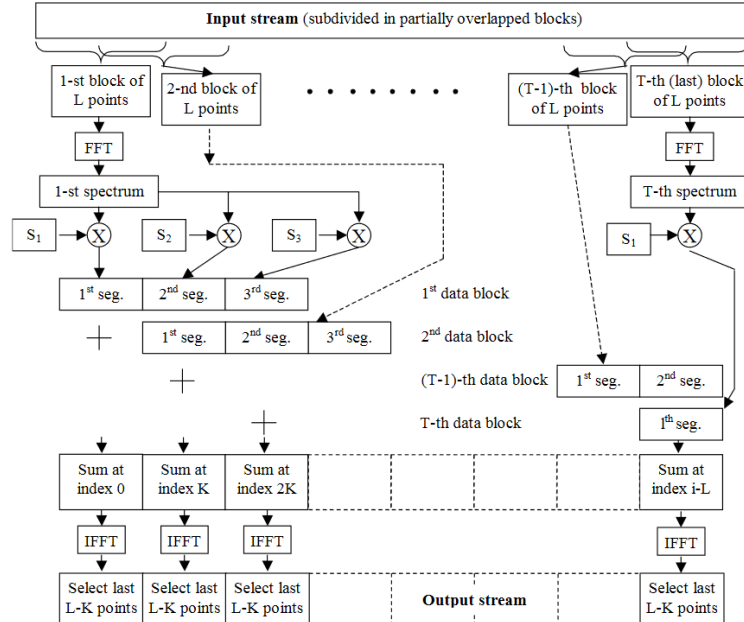 Input stream (subdivided in partially overlapped blocks)
1-st block of
L points
2-nd block of
L points
(T-1)-th block
of L points
T-th (last) block
of L points
FFT
FFT
1-st spectrum
T-th spectrum
S1
X
S2
X
S3
X
S1
X
1st seg.
2nd seg.
3rd seg.
1st data block
1st seg.
2nd seg.
3rd seg.
2nd data block
(T-1)-th data block
1st seg.
2nd seg.
T-th data block
1th seg.
Sum at
index 0
Sum at
index K
Sum at
index 2K
Sum at
index i-L
IFFT
IFFT
IFFT
IFFT
Select last
L-K points
Select last
L-K points
Select last
L-K points
Output stream
Select last
L-K points